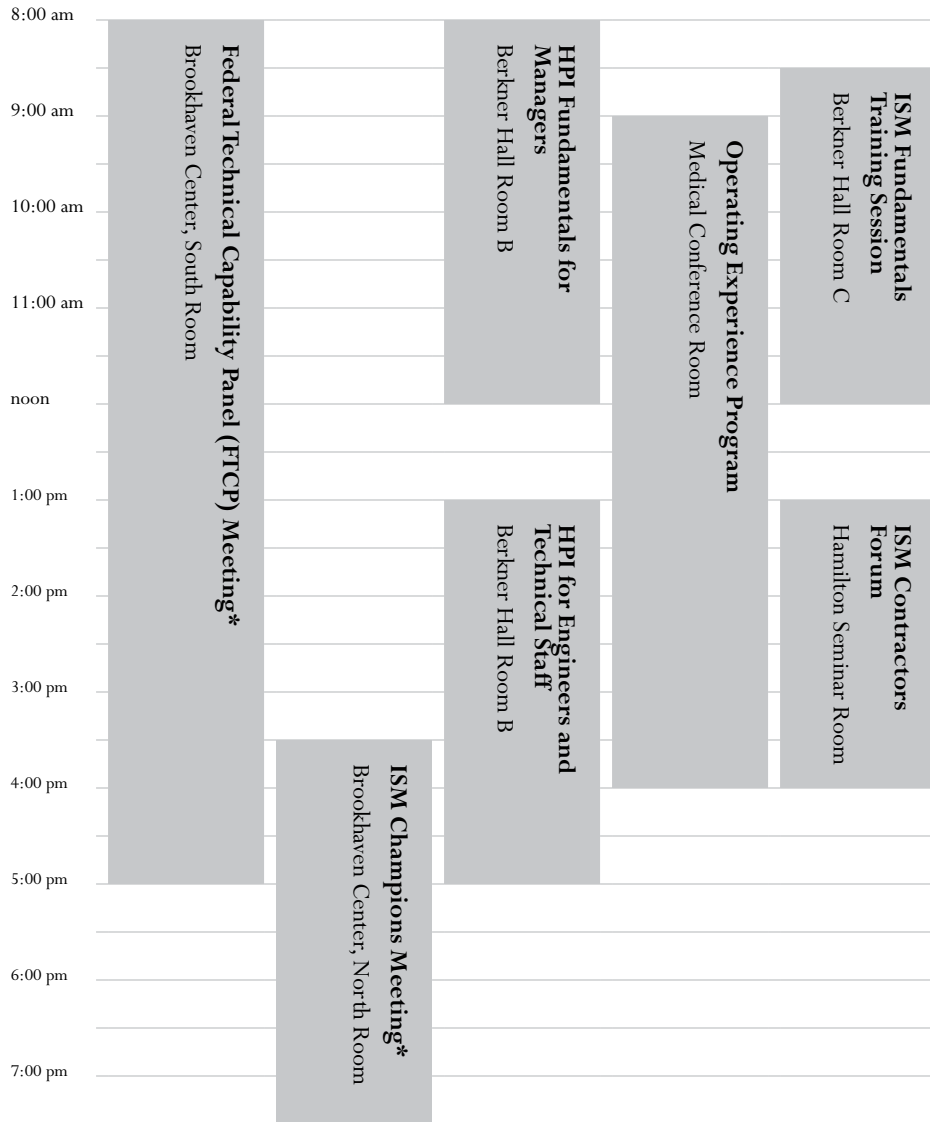 8:00 am
9:00 am
10:00 am
11:00 am
noon
1:00 pm
2:00 pm
3:00 pm
4:00 pm
5:00 pm
6:00 pm
7:00 pm
Federal Technical Capability Panel (FTCP) Meeting*
Brookhaven Center, South Room
ISM Champions Meeting*
Brookhaven Center, North Room
HPI Fundamentals for
Managers
Berkner Hall Room B
HPI for Engineers and
Technical Staff
Berkner Hall Room B
Operating Experience Program
Medical Conference Room
ISM Fundamentals
Training Session
Berkner Hall Room C
ISM Contractors
Forum
Hamilton Seminar Room